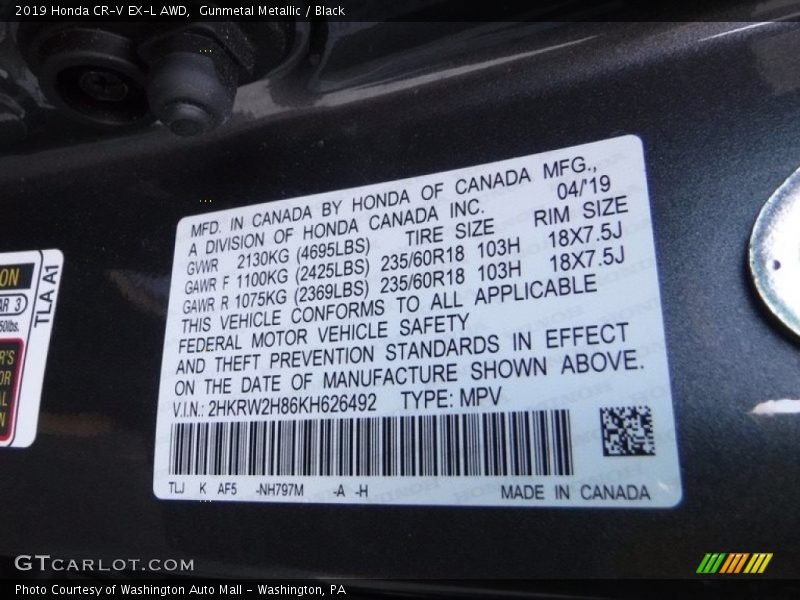 2019 Honda CR-V EX-L AWD,  Gunmetal Metallic / Black
MFD. IN CANADA BY HONDA OF CANADA MFG.,
A DIVISION OF HONDA CANADA INC. 04/'19
GVWR 2130KG (4695LBS) TIRE SIZE RIM SIZE
GAWR F 1100KG (2425LBS) 235/60R18 103H 18X7.5J
GAWR R 1075KG (2369LBS) 235/60R18 103H 18X7.5J
THIS VEHICLE CONFORMS TO ALL APPLICABLE
FEDERAL MOTOR VEHICLE SAFETY
AND THEFT PREVENTION STANDARDS IN EFFECT
ON THE DATE OF MANUFACTURE SHOWN ABOVE.
V.I.N.: 2HKRW2H86KH626492 TYPE: MPV
TLJ K AF5 -NH797M -A -H MADE IN CANADA
TLA A1
GTCARLOT.COM
Photo Courtesy of Washington Auto Mall - Washington, PA